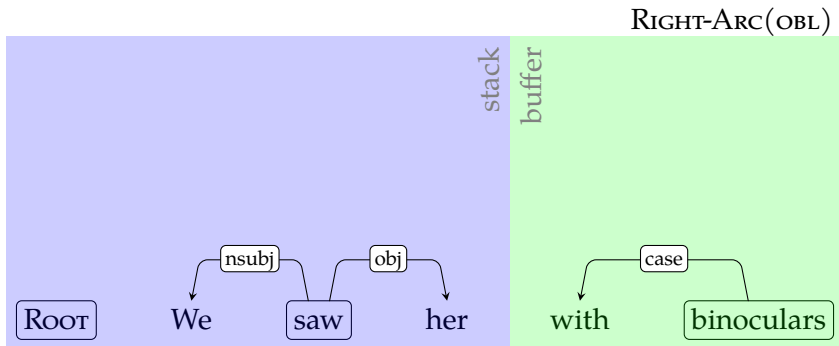 RIGHT-ARC(OBL)
stack
buffer
nsubj obj case
ROOT We saw her with binoculars